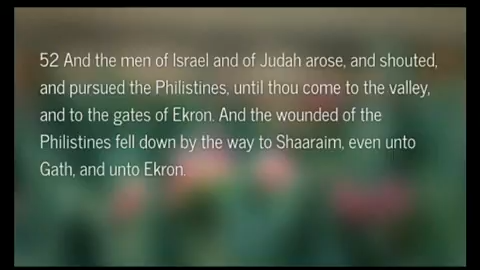 52 And the men of Israel and of Judah arose, and shouted,
and pursued the Philistines, until thou come to the valley,
and to the gates of Ekron. And the wounded of the
Philistines fell down by the way to Shaaraim, even unto
Gath, and unto Ekron.